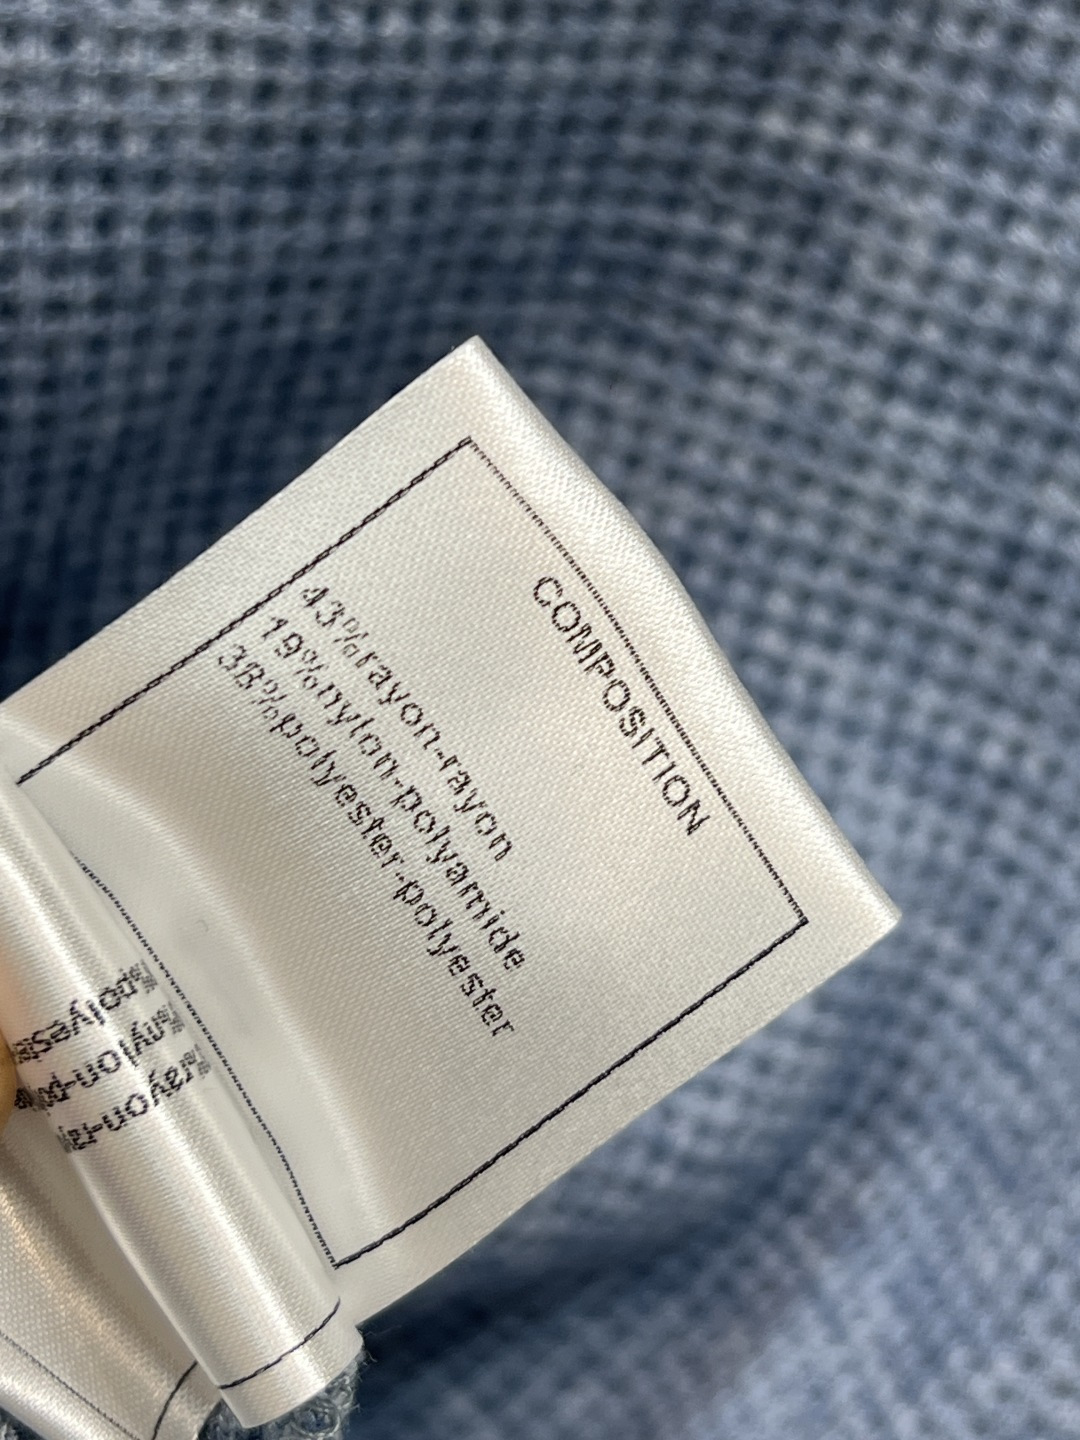 COMPOSITION
43%rayon-rayon
19%nylon-polyamide
38%polyester-polyester